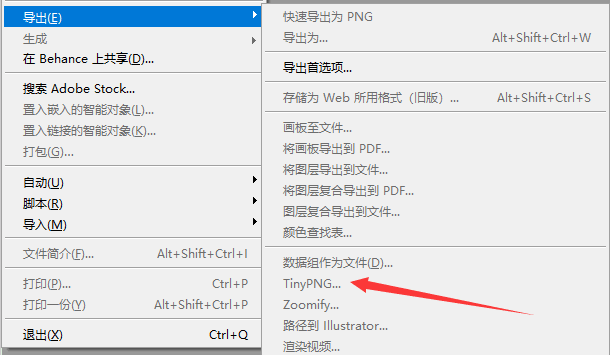 导出(E)
生成
在 Behance 上共享(D)...
搜索 Adobe Stock...
置入嵌入的智能对象(L)...
置入链接的智能对象(K)...
打包(G)...
自动(U)
脚本(R)
导入(M)
文件简介(F)... Alt+Shift+Ctrl+I
打印(P)... Ctrl+P
打印一份(Y) Alt+Shift+Ctrl+P
退出(X) Ctrl+Q
快速导出为 PNG
导出为... Alt+Shift+Ctrl+W
导出首选项...
存储为 Web 所用格式（旧版）... Alt+Shift+Ctrl+S
画板至文件...
将画板导出到 PDF...
将图层导出到文件...
将图层复合导出到 PDF...
图层复合导出到文件...
颜色查找表...
数据组作为文件(D)...
TinyPNG...
Zoomify...
路径到 Illustrator...
渲染视频...